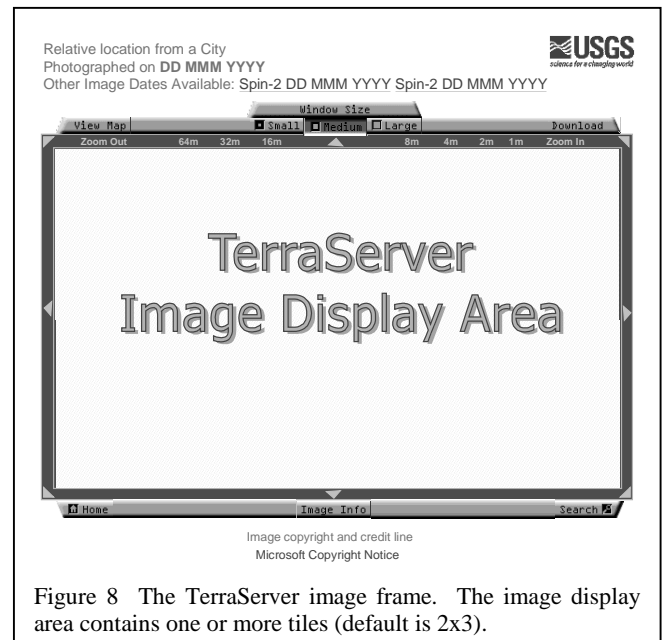 Relative location from a City
Photographed on DD MMM YYYY
Other Image Dates Available: Spin-2 DD MMM YYYY Spin-2 DD MMM YYYY
USGS
science for a changing world
Window Size
View Map Small Medium Large Download
Zoom Out 64m 32m 16m 8m 4m 2m 1m Zoom In
TerraServer
Image Display Area
Home Image Info Search
Image copyright and credit line
Microsoft Copyright Notice
Figure 8 The TerraServer image frame. The image display
area contains one or more tiles (default is 2x3).